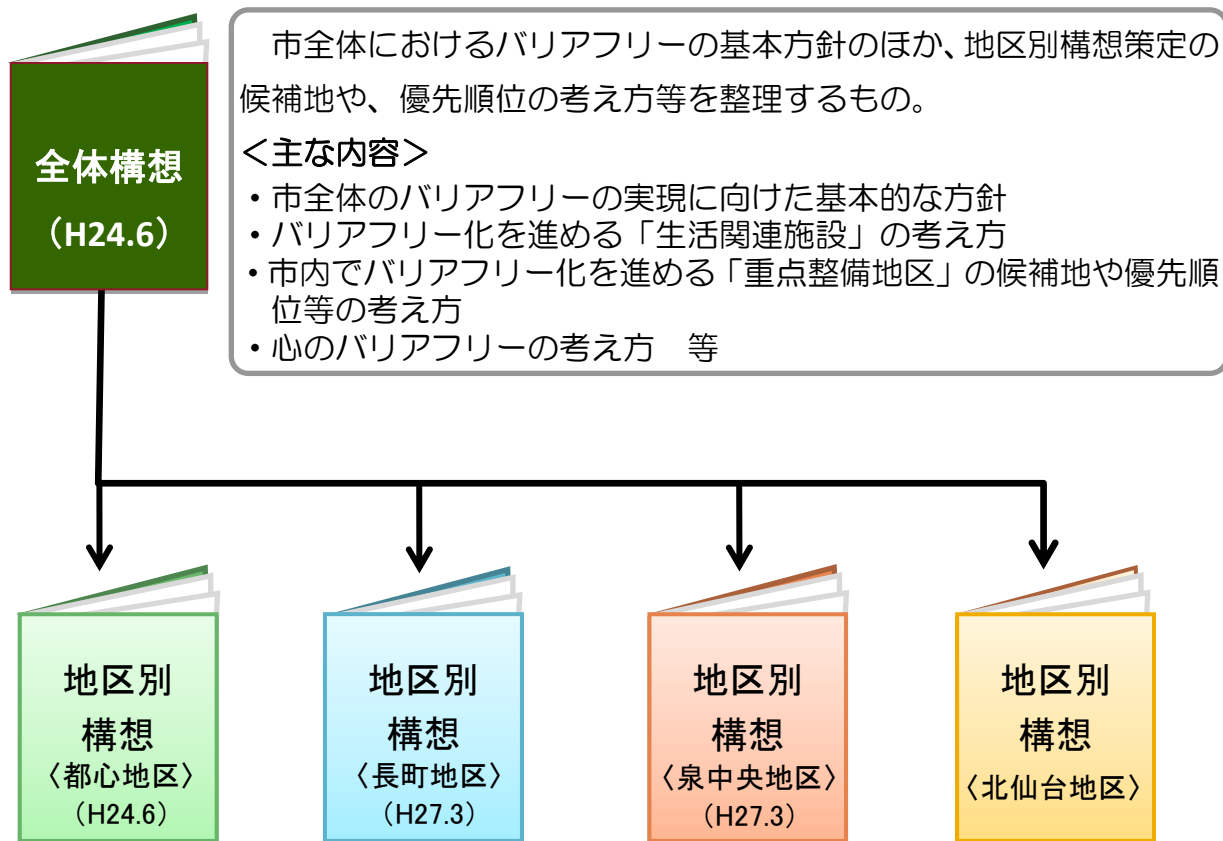 全体構想
（H24.6）
市全体におけるバリアフリーの基本方針のほか、地区別構想策定の
候補地や、優先順位の考え方等を整理するもの。
＜主な内容＞
・市全体のバリアフリーの実現に向けた基本的な方針
・バリアフリー化を進める「生活関連施設」の考え方
・市内でバリアフリー化を進める「重点整備地区」の候補地や優先順
位等の考え方
・心のバリアフリーの考え方　等
地区別
構想
〈都心地区〉
（H24.6）
地区別
構想
〈長町地区〉
（H27.3）
地区別
構想
〈泉中央地区〉
（H27.3）
地区別
構想
〈北仙台地区〉